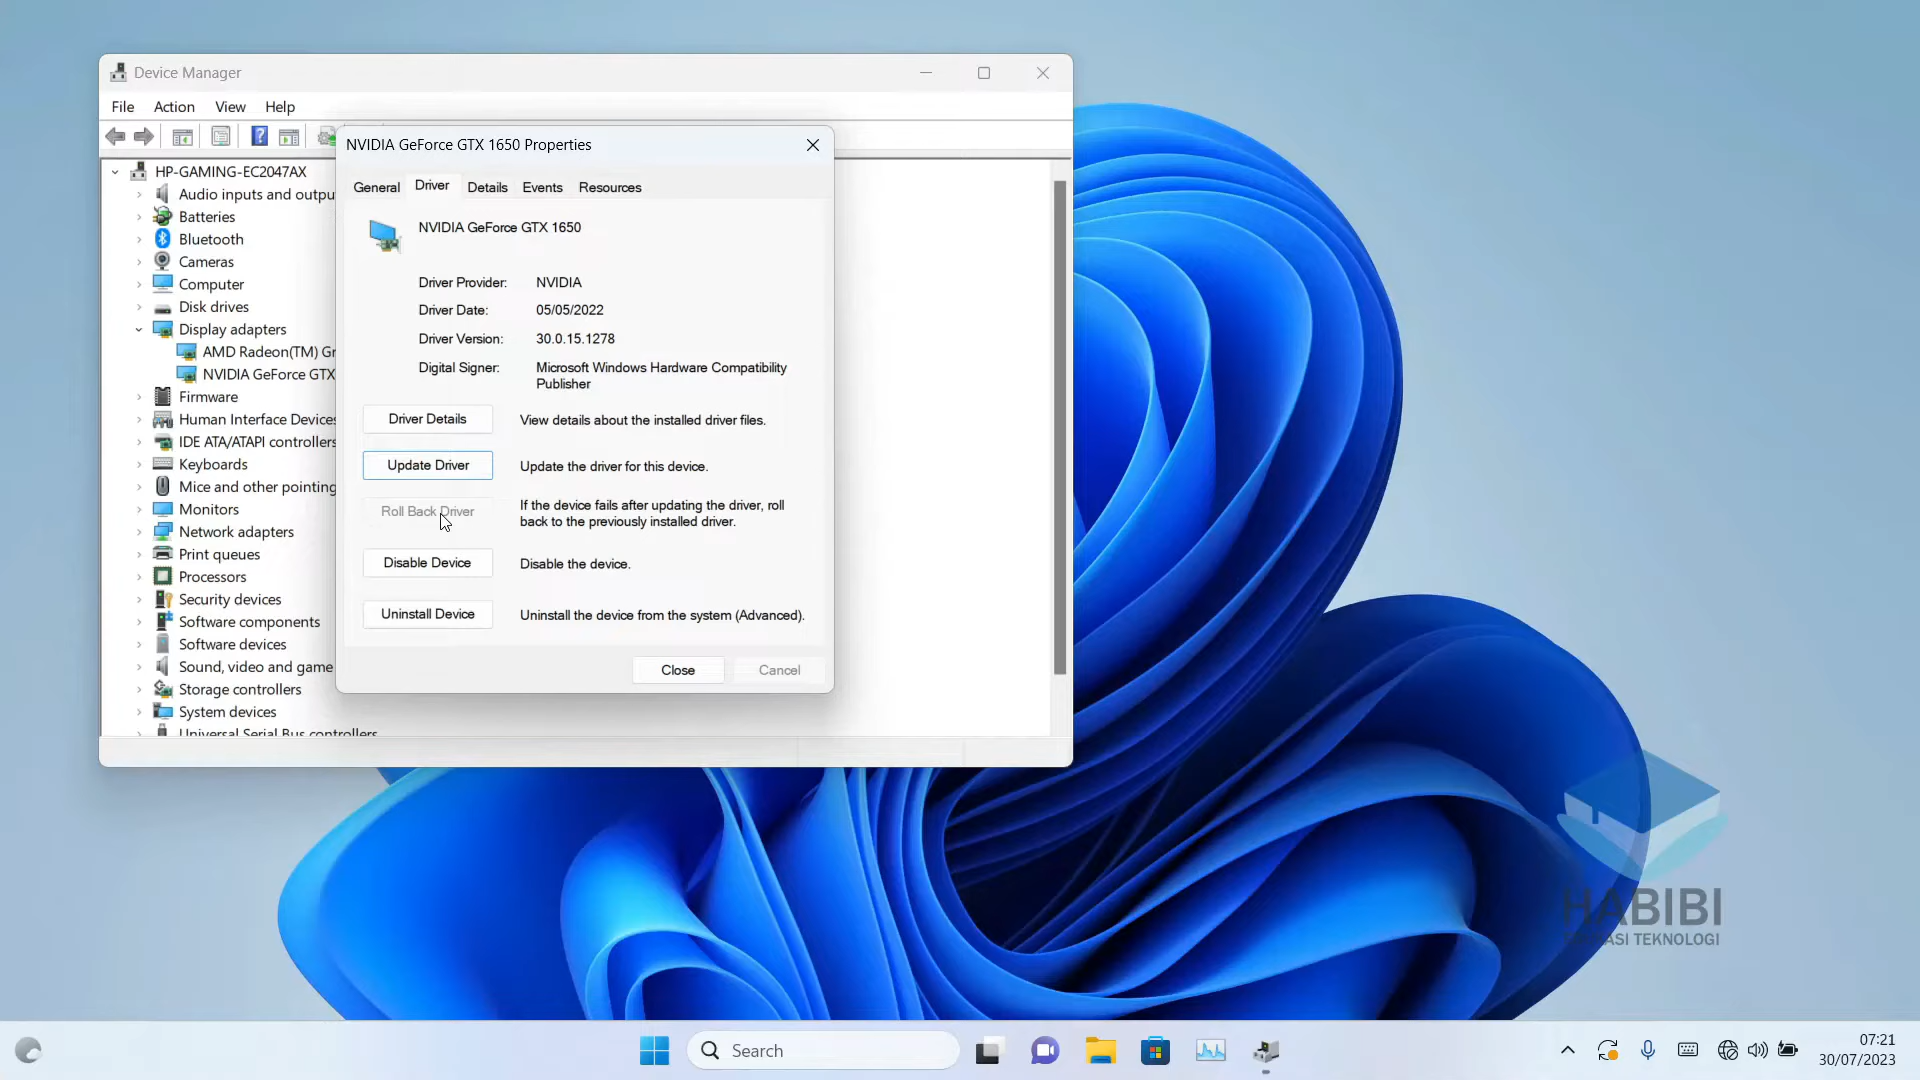 Device Manager
File Action View Help
NVIDIA GeForce GTX 1650 Properties
General Driver Details Events Resources
HP-GAMING-EC2047AX
Audio inputs and outpu
Batteries
Bluetooth
Cameras
Computer
Disk drives
Display adapters
AMD Radeon(TM) Gr
NVIDIA GeForce GTX
Firmware
Human Interface Devices
IDE ATA/ATAPI controllers
Keyboards
Mice and other pointing
Monitors
Network adapters
Print queues
Processors
Security devices
Software components
Software devices
Sound, video and game
Storage controllers
System devices
Universal Serial Bus controllers
NVIDIA GeForce GTX 1650
Driver Provider: NVIDIA
Driver Date: 05/05/2022
Driver Version: 30.0.15.1278
Digital Signer: Microsoft Windows Hardware Compatibility
Publisher
Driver Details View details about the installed driver files.
Update Driver Update the driver for this device.
Roll Back Driver If the device fails after updating the driver, roll
back to the previously installed driver.
Disable Device Disable the device.
Uninstall Device Uninstall the device from the system (Advanced).
Close Cancel
HABIBI
TEKNOLOGI
Search
07:21
30/07/2023